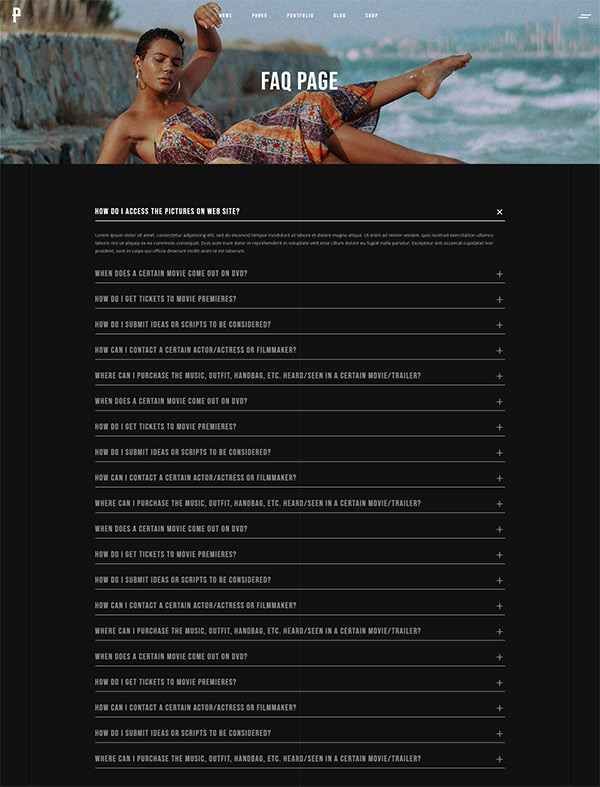 P
HOME PAGES PORTFOLIO BLOG SHOP
FAQ PAGE
HOW DO I ACCESS THE PICTURES ON WEB SITE?
Lorem ipsum dolor sit amet, consectetur adipiscing elit, sed do eiusmod tempor incididunt ut labore et dolore magna aliqua. Ut enim ad minim veniam, quis nostrud exercitation ullamco
laboris nisi ut aliquip ex ea commodo consequat. Duis aute irure dolor in reprehenderit in voluptate velit esse cillum dolore eu fugiat nulla pariatur. Excepteur sint occaecat cupidatat non
proident, sunt in culpa qui officia deserunt mollit anim id est laborum.
WHEN DOES A CERTAIN MOVIE COME OUT ON DVD?
HOW DO I GET TICKETS TO MOVIE PREMIERES?
HOW DO I SUBMIT IDEAS OR SCRIPTS TO BE CONSIDERED?
HOW CAN I CONTACT A CERTAIN ACTOR/ACTRESS OR FILMMAKER?
WHERE CAN I PURCHASE THE MUSIC, OUTFIT, HANDBAG, ETC. HEARD/SEEN IN A CERTAIN MOVIE/TRAILER?
WHEN DOES A CERTAIN MOVIE COME OUT ON DVD?
HOW DO I GET TICKETS TO MOVIE PREMIERES?
HOW DO I SUBMIT IDEAS OR SCRIPTS TO BE CONSIDERED?
HOW CAN I CONTACT A CERTAIN ACTOR/ACTRESS OR FILMMAKER?
WHERE CAN I PURCHASE THE MUSIC, OUTFIT, HANDBAG, ETC. HEARD/SEEN IN A CERTAIN MOVIE/TRAILER?
WHEN DOES A CERTAIN MOVIE COME OUT ON DVD?
HOW DO I GET TICKETS TO MOVIE PREMIERES?
HOW DO I SUBMIT IDEAS OR SCRIPTS TO BE CONSIDERED?
HOW CAN I CONTACT A CERTAIN ACTOR/ACTRESS OR FILMMAKER?
WHERE CAN I PURCHASE THE MUSIC, OUTFIT, HANDBAG, ETC. HEARD/SEEN IN A CERTAIN MOVIE/TRAILER?
WHEN DOES A CERTAIN MOVIE COME OUT ON DVD?
HOW DO I GET TICKETS TO MOVIE PREMIERES?
HOW CAN I CONTACT A CERTAIN ACTOR/ACTRESS OR FILMMAKER?
HOW DO I SUBMIT IDEAS OR SCRIPTS TO BE CONSIDERED?
WHERE CAN I PURCHASE THE MUSIC, OUTFIT, HANDBAG, ETC. HEARD/SEEN IN A CERTAIN MOVIE/TRAILER?